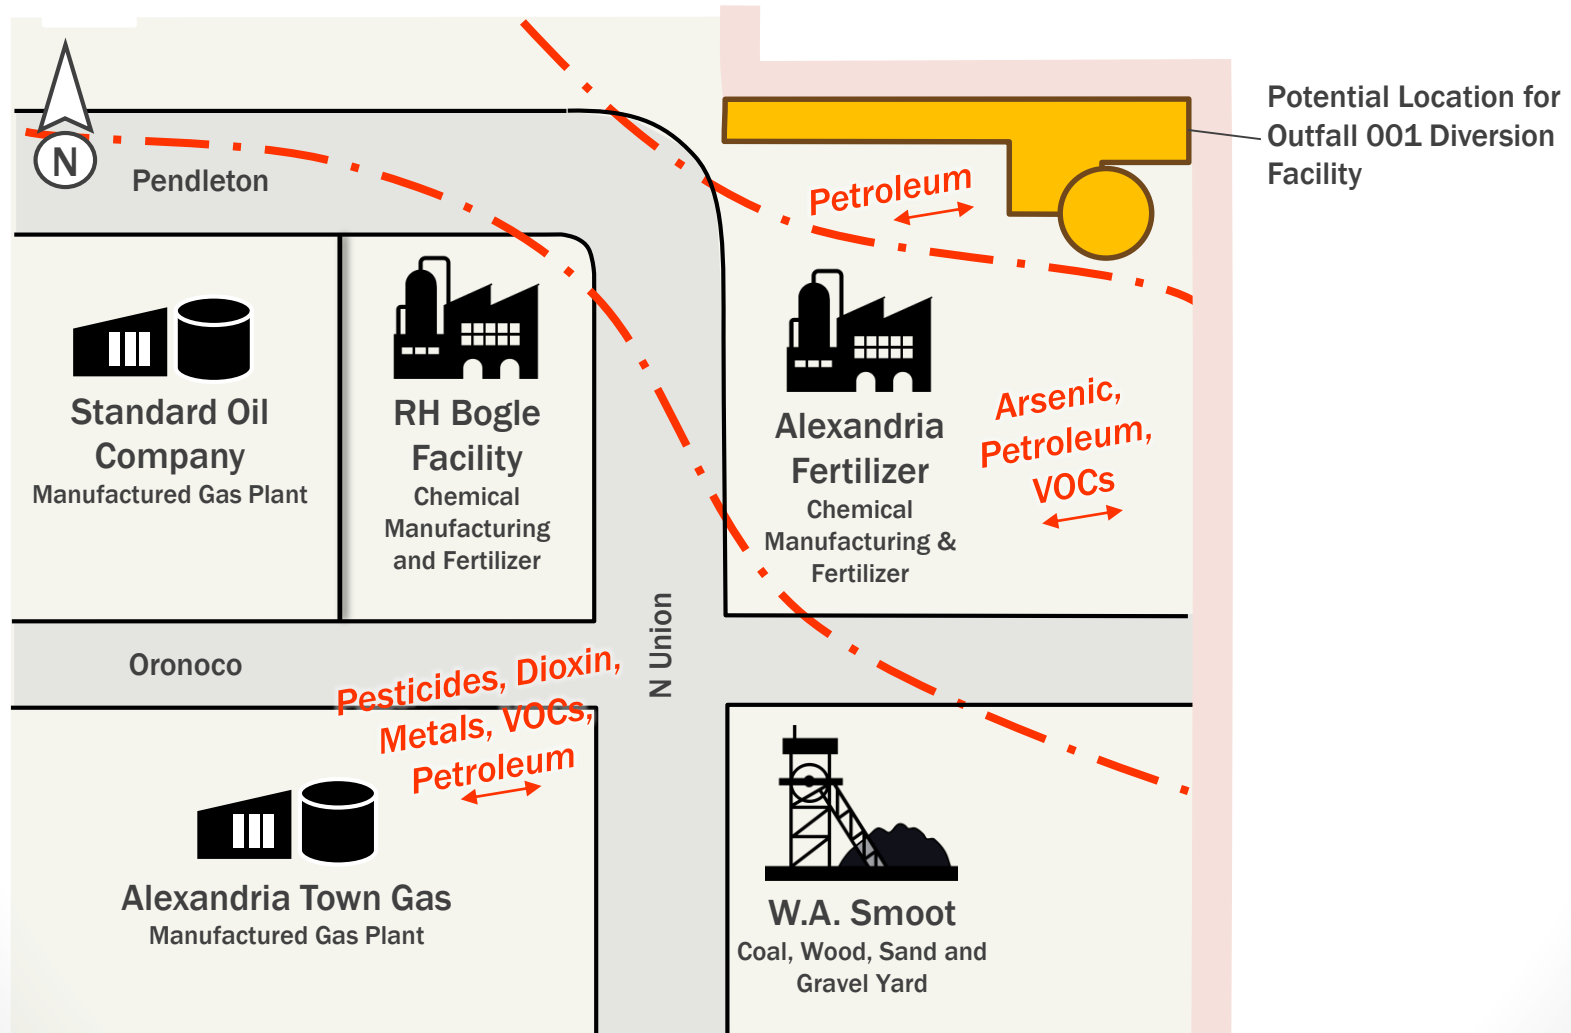 Potential Location for
Outfall 001 Diversion
Facility
N
Pendleton
Petroleum
Standard Oil
Company
Manufactured Gas Plant
RH Bogle
Facility
Chemical
Manufacturing
and Fertilizer
Alexandria
Fertilizer
Chemical
Manufacturing &
Fertilizer
Arsenic,
Petroleum,
VOCs
Oronoco
N Union
Pesticides, Dioxin,
Metals, VOCs,
Petroleum
Alexandria Town Gas
Manufactured Gas Plant
W.A. Smoot
Coal, Wood, Sand and
Gravel Yard